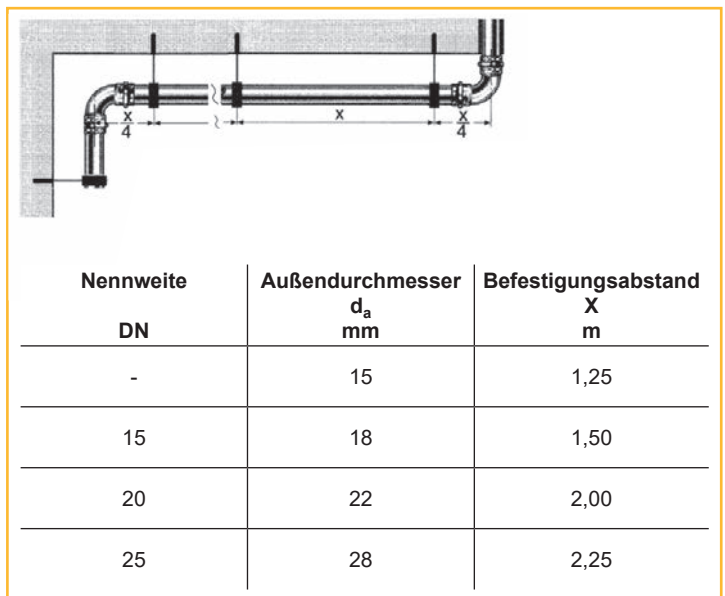 x/4 x x/4
Nennweite Außendurchmesser Befestigungsabstand
dₐ X
DN mm m
- 15 1,25
15 18 1,50
20 22 2,00
25 28 2,25